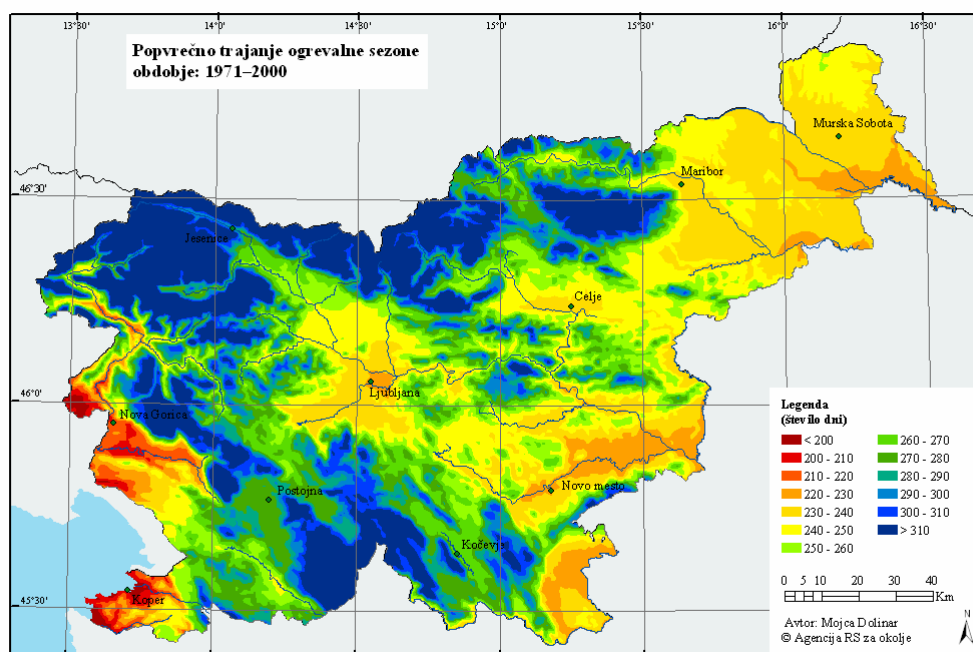 13°30' 14°0' 14°30' 15°0' 15°30' 16°0' 16°30'
Popvrečno trajanje ogrevalne sezone
obdobje: 1971–2000
Murska Sobota
Maribor
46°30'
Jesenice
Celje
Ljubljana
46°0'
Nova Gorica
Novo mesto
Postojna
Kočevje
Koper
45°30'
Legenda
(število dni)
< 200 260 - 270
200 - 210 270 - 280
210 - 220 280 - 290
220 - 230 290 - 300
230 - 240 300 - 310
240 - 250 > 310
250 - 260
0 5 10 20 30 40
Km
N
Avtor: Mojca Dolinar
© Agencija RS za okolje